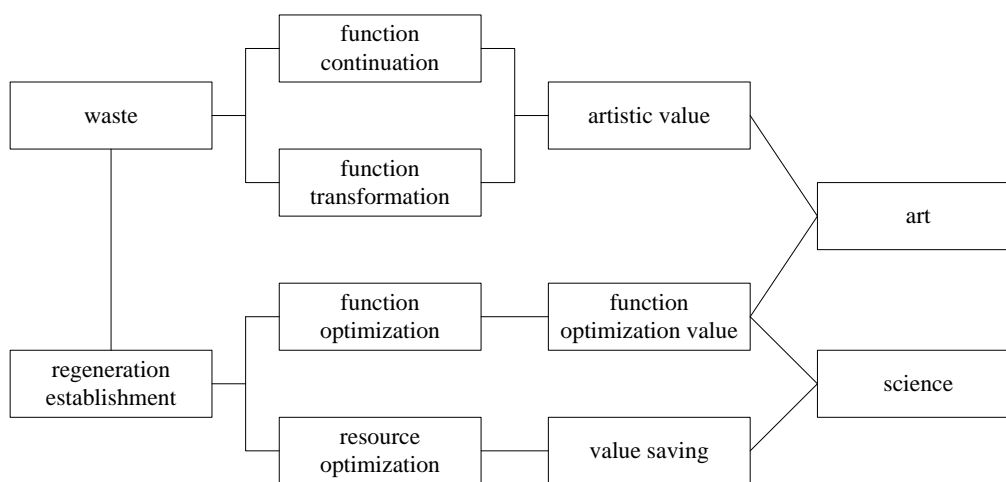 function
continuation
waste
artistic value
function
transformation
art
function
optimization
function
optimization value
regeneration
establishment
science
resource
optimization
value saving